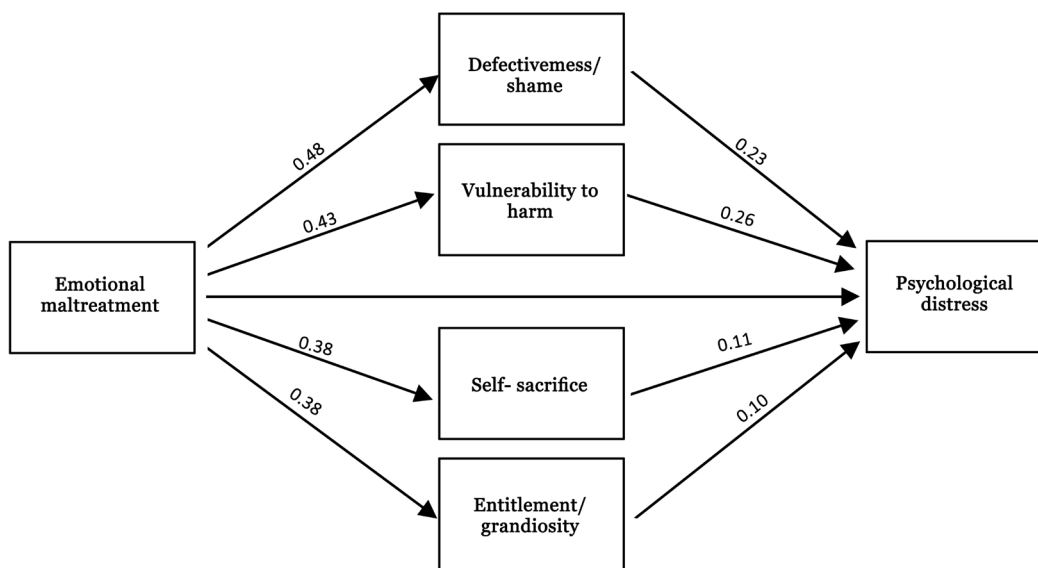 Defectivemess/
shame
0.48
0.23
Vulnerability to
harm
0.43
0.26
Emotional
maltreatment
Psychological
distress
0.38
0.11
Self- sacrifice
0.38
0.10
Entitlement/
grandiosity